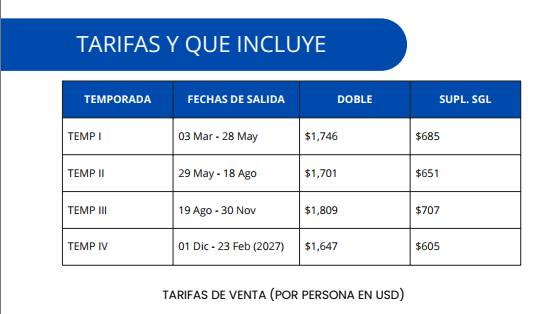 TARIFAS Y QUE INCLUYE
TEMPORADA FECHAS DE SALIDA DOBLE SUPL. SGL
TEMP I 03 Mar - 28 May $1,746 $685
TEMP II 29 May - 18 Ago $1,701 $651
TEMP III 19 Ago - 30 Nov $1,809 $707
TEMP IV 01 Dic - 23 Feb (2027) $1,647 $605
TARIFAS DE VENTA (POR PERSONA EN USD)